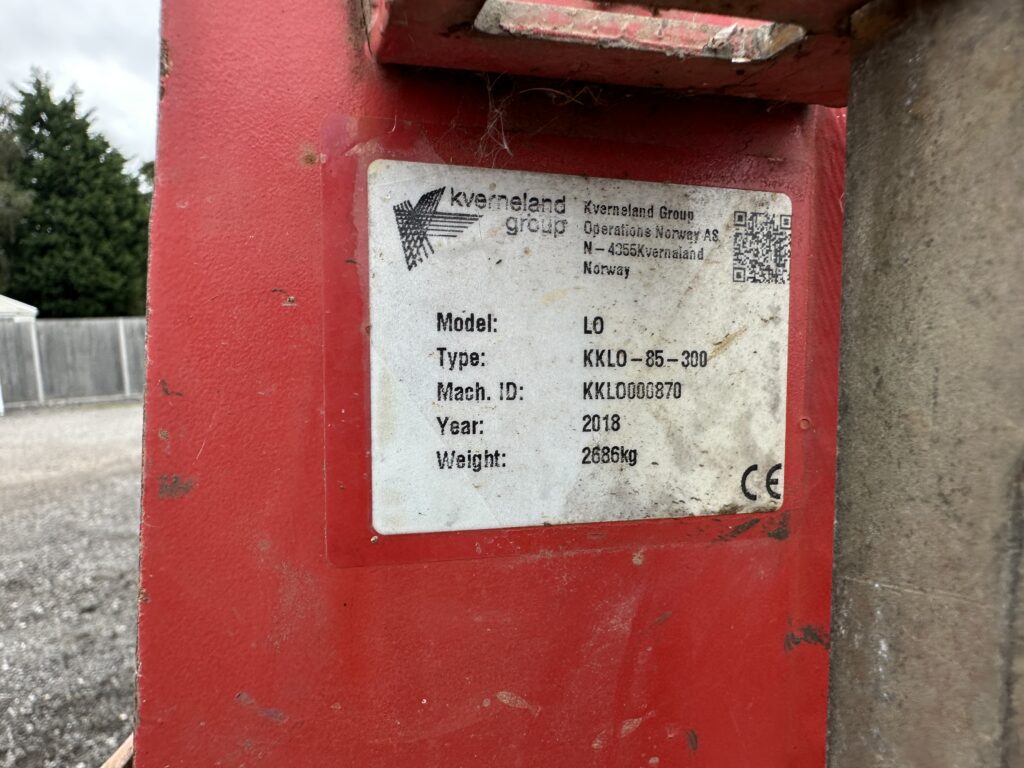 kverneland
group
Kverneland Group
Operations Norway AS
N-4355Kvernaland
Norway
Model: LO
Type: KKLO-85-300
Mach. ID: KKLO000870
Year: 2018
Weight: 2686kg
CE